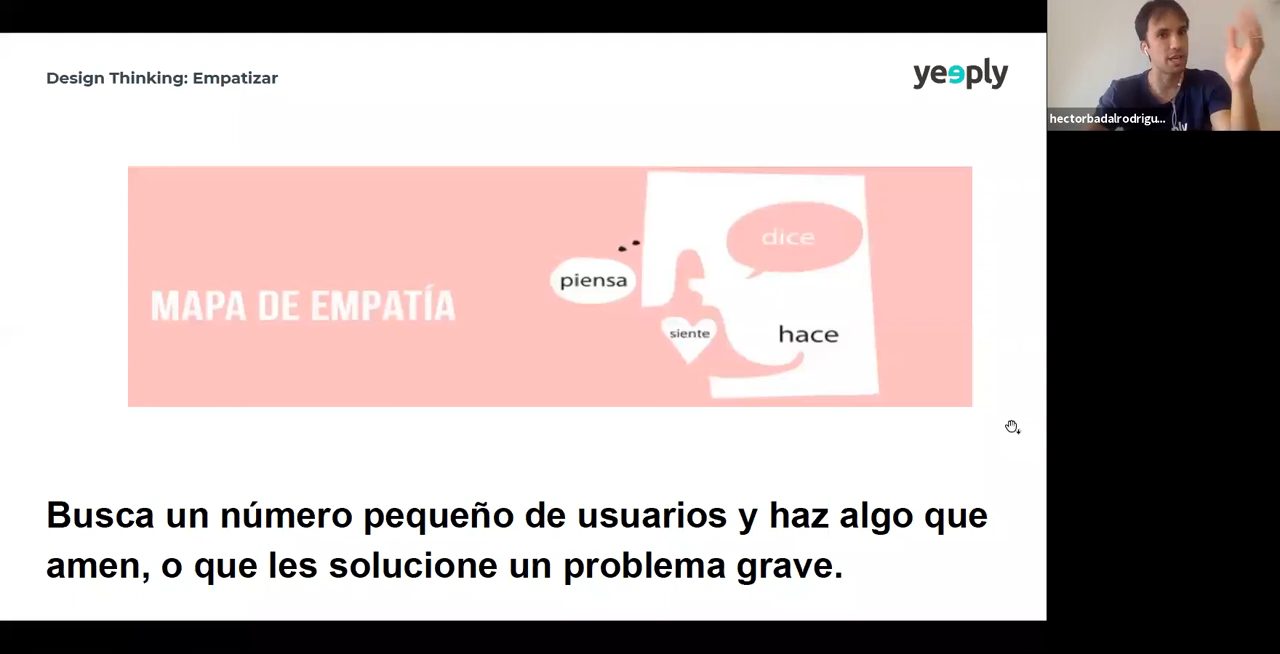 Design Thinking: Empatizar
yeeply
hectorbadalrodrigu...
MAPA DE EMPATÍA
piensa
dice
siente
hace
Busca un número pequeño de usuarios y haz algo que
amen, o que les solucione un problema grave.